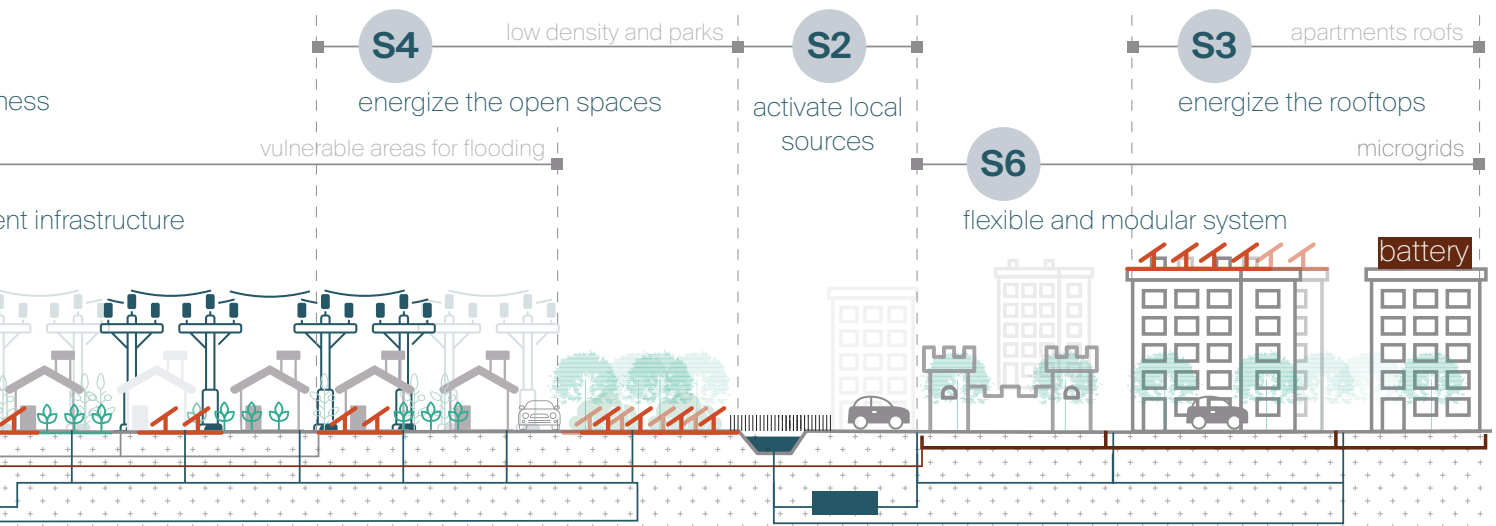 S4
low density and parks
S2
S3
apartments roofs
ness
energize the open spaces
activate local
sources
energize the rooftops
vulnerable areas for flooding
S6
microgrids
ent infrastructure
flexible and modular system
battery